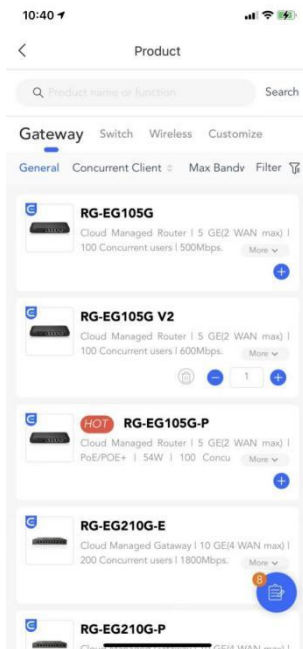 10:40
Product
Product name or function
Search
Gateway Switch Wireless Customize
General Concurrent Client Max Bandv Filter
RG-EG105G
Cloud Managed Router | 5 GE(2 WAN max) |
100 Concurrent users | 500Mbps.
More
RG-EG105G V2
Cloud Managed Router | 5 GE(2 WAN max) |
100 Concurrent users | 600Mbps.
More
1
HOT RG-EG105G-P
Cloud Managed Router | 5 GE(2 WAN max) |
PoE/POE+ | 54W | 100 Concu
More
RG-EG210G-E
Cloud Managed Gataway | 10 GE(4 WAN max) |
200 Concurrent users | 1800Mbps.
More
8
RG-EG210G-P